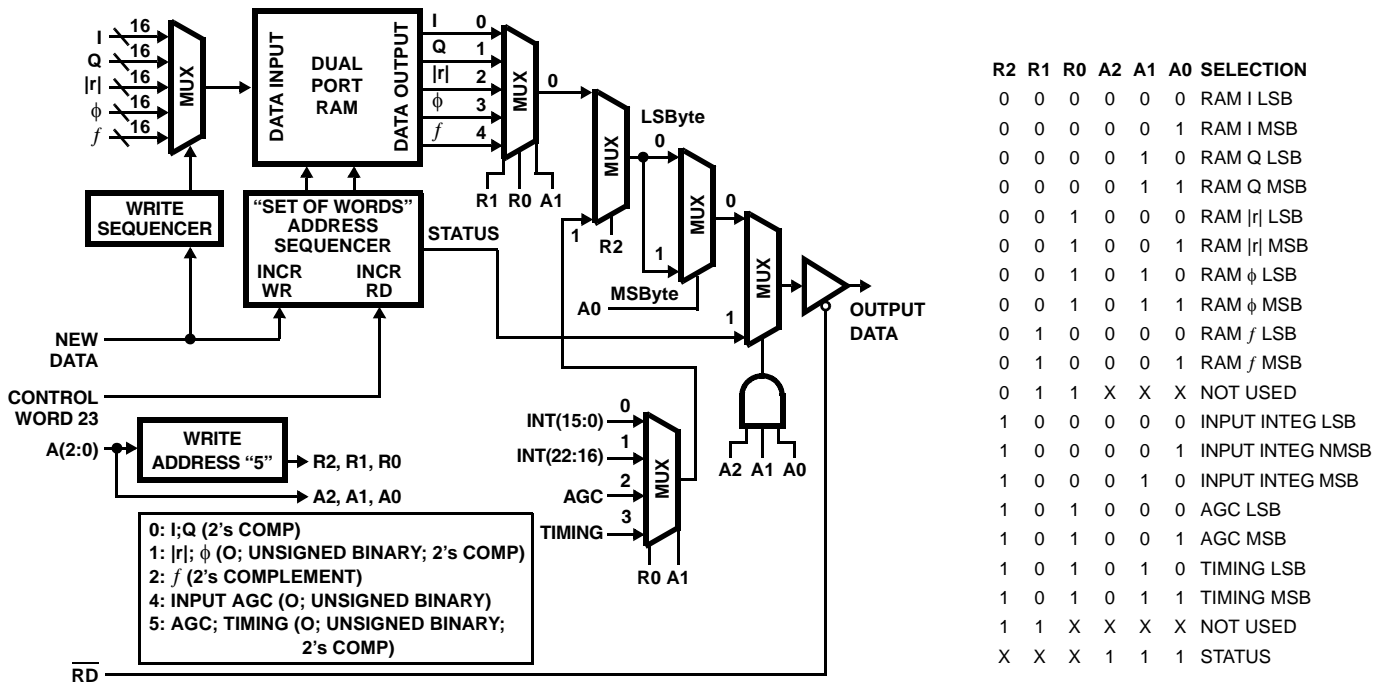 I 16
Q 16
|r| 16
ϕ 16
f 16
MUX
DATA INPUT
DUAL
PORT
RAM
DATA OUTPUT
I 0
Q 1
|r| 2
ϕ 3
f 4
MUX
0
R1 R0 A1
WRITE
SEQUENCER
“SET OF WORDS”
ADDRESS
SEQUENCER
INCR INCR
WR RD
STATUS
1
MUX
R2
LSByte
0
1
MSByte
A0
MUX
0
1
MUX
OUTPUT
DATA
A2 A1 A0
NEW
DATA
CONTROL
WORD 23
A(2:0)
WRITE
ADDRESS “5”
R2, R1, R0
A2, A1, A0
INT(15:0) 0
INT(22:16) 1
AGC 2
TIMING 3
MUX
R0 A1
0: I;Q (2’s COMP)
1: |r|; ϕ (O; UNSIGNED BINARY; 2’s COMP)
2: f (2’s COMPLEMENT)
4: INPUT AGC (O; UNSIGNED BINARY)
5: AGC; TIMING (O; UNSIGNED BINARY;
2’s COMP)
RD
R2 R1 R0 A2 A1 A0 SELECTION
0 0 0 0 0 0 RAM I LSB
0 0 0 0 0 1 RAM I MSB
0 0 0 0 1 0 RAM Q LSB
0 0 0 0 1 1 RAM Q MSB
0 0 1 0 0 0 RAM |r| LSB
0 0 1 0 0 1 RAM |r| MSB
0 0 1 0 1 0 RAM ϕ LSB
0 0 1 0 1 1 RAM ϕ MSB
0 1 0 0 0 0 RAM f LSB
0 1 0 0 0 1 RAM f MSB
0 1 1 X X X NOT USED
1 0 0 0 0 0 INPUT INTEG LSB
1 0 0 0 0 1 INPUT INTEG NMSB
1 0 0 0 1 0 INPUT INTEG MSB
1 0 1 0 0 0 AGC LSB
1 0 1 0 0 1 AGC MSB
1 0 1 0 1 0 TIMING LSB
1 0 1 0 1 1 TIMING MSB
1 1 X X X X NOT USED
X X X 1 1 1 STATUS